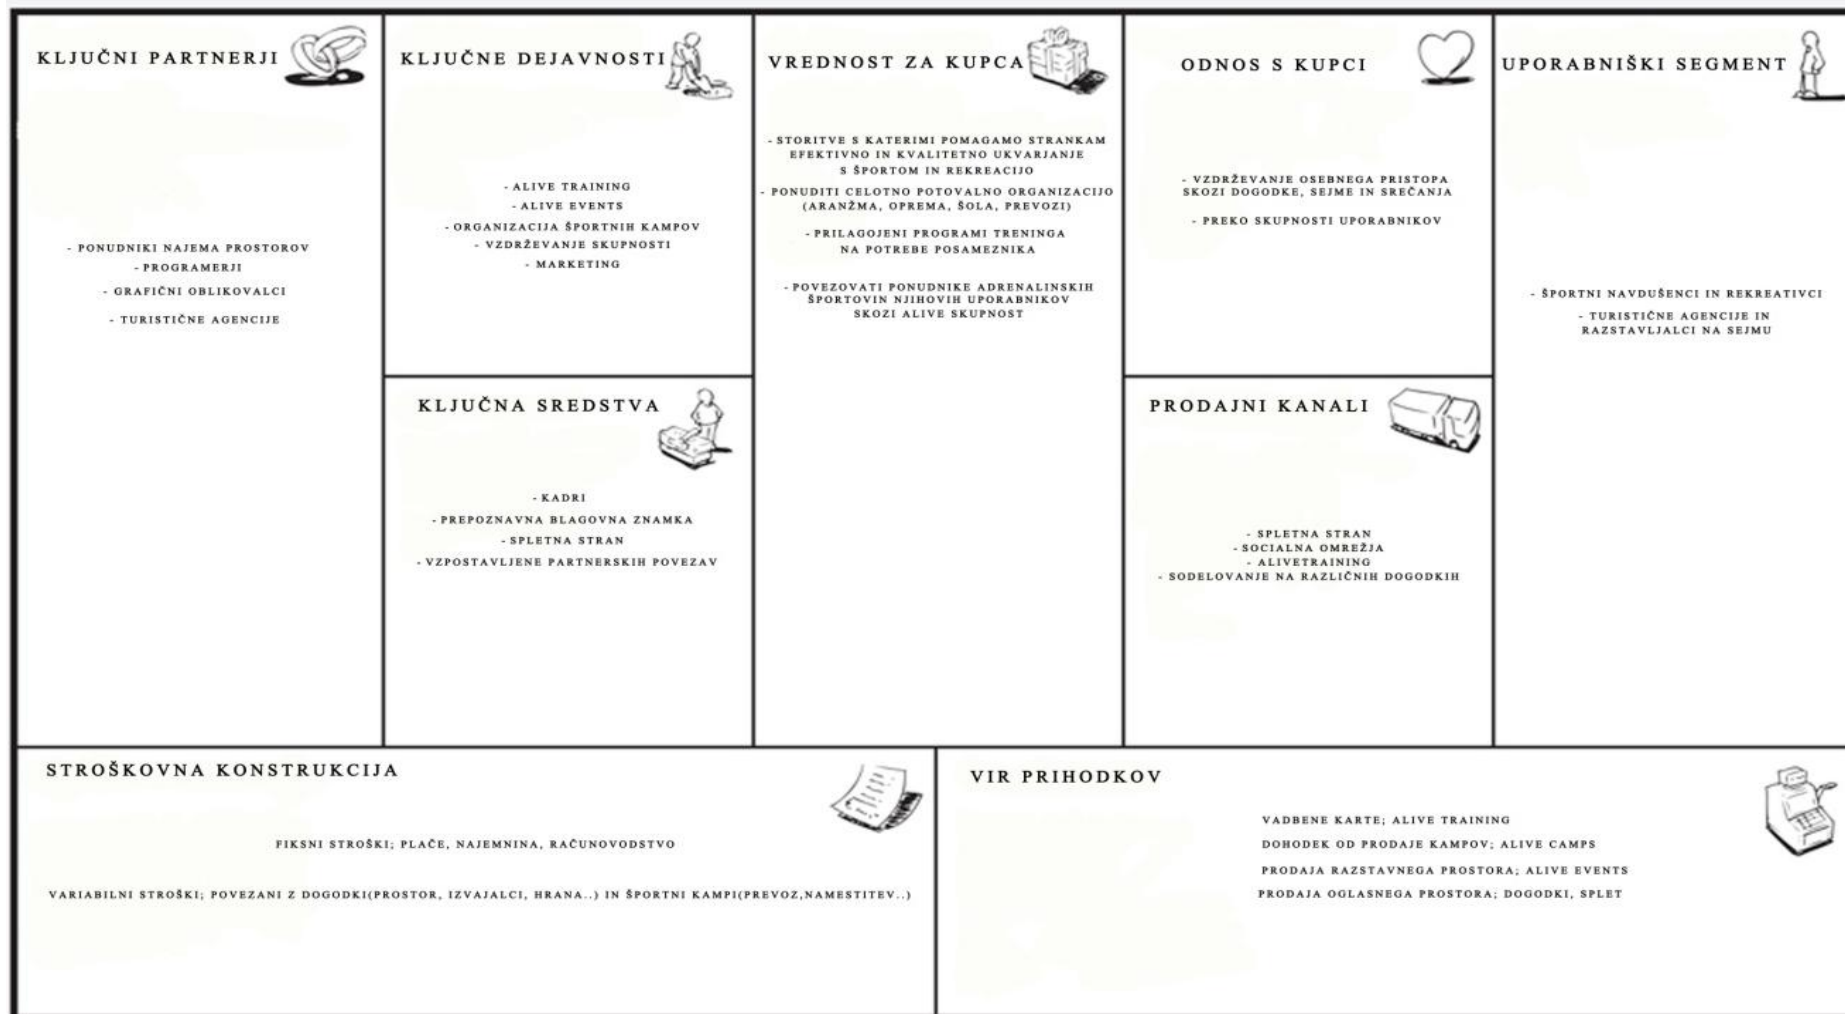 KLJUČNI PARTNERJI
- PONUDNIKI NAJEMA PROSTOROV
- PROGRAMERJI
- GRAFIČNI OBLIKOVALCI
- TURISTIČNE AGENCIJE
KLJUČNE DEJAVNOSTI
- ALIVE TRAINING
- ALIVE EVENTS
- ORGANIZACIJA ŠPORTNIH KAMPOV
- VZDRŽEVANJE SKUPNOSTI
- MARKETING
KLJUČNA SREDSTVA
- KADRI
- PREPOZNAVNA BLAGOVNA ZNAMKA
- SPLETNA STRAN
- VZPOSTAVLJENE PARTNERSKIH POVEZAV
VREDNOST ZA KUPCA
- STORITVE S KATERIMI POMAGAMO STRANKAM
EFEKTIVNO IN KVALITETNO UKVARJANJE
S ŠPORTOM IN REKREACIJO
- PONUDITI CELOTNO POTOVALNO ORGANIZACIJO
(ARANŽMA, OPREMA, ŠOLA, PREVOZI)
- PRILAGOJENI PROGRAMI TRENINGA
NA POTREBE POSAMEZNIKA
- POVEZOVATI PONUDNIKE ADRENALINSKIH
ŠPORTOVIN NJIHOVIH UPORABNIKOV
SKOZI ALIVE SKUPNOST
ODNOS S KUPCI
- VZDRŽEVANJE OSEBNEGA PRISTOPA
SKOZI DOGODKE, SEJME IN SREČANJA
- PREKO SKUPNOSTI UPORABNIKOV
PRODAJNI KANALI
- SPLETNA STRAN
- SOCIALNA OMREŽJA
- ALIVETRAINING
- SODELOVANJE NA RAZLIČNIH DOGODKIH
UPORABNIŠKI SEGMENT
- ŠPORTNI NAVDUŠENCI IN REKREATIVCI
- TURISTIČNE AGENCIJE IN
RAZSTAVLJALCI NA SEJMU
STROŠKOVNA KONSTRUKCIJA
FIKSNI STROŠKI; PLAČE, NAJEMNINA, RAČUNOVODSTVO
VARIABILNI STROŠKI; POVEZANI Z DOGODKI(PROSTOR, IZVAJALCI, HRANA..) IN ŠPORTNI KAMPI(PREVOZ,NAMESTITEV..)
VIR PRIHODKOV
VADBENE KARTE; ALIVE TRAINING
DOHODEK OD PRODAJE KAMPOV; ALIVE CAMPS
PRODAJA RAZSTAVNEGA PROSTORA; ALIVE EVENTS
PRODAJA OGLASNEGA PROSTORA; DOGODKI, SPLET